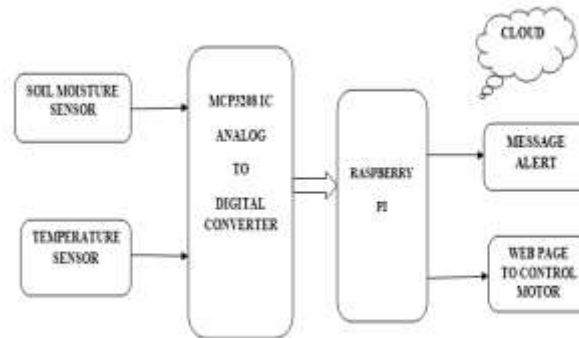 CLOUD
SOIL MOISTURE
SENSOR
MCP3208 IC
ANALOG
TO
DIGITAL
CONVERTER
RASPBERRY
PI
MESSAGE
ALERT
TEMPERATURE
SENSOR
WEB PAGE
TO CONTROL
MOTOR